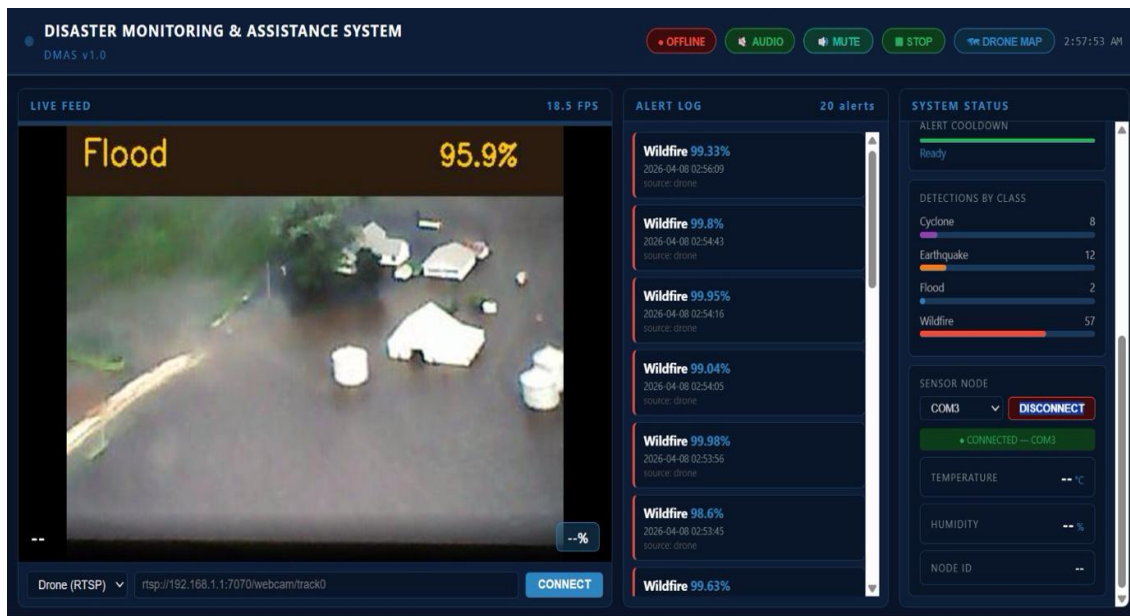 DISASTER MONITORING & ASSISTANCE SYSTEM
DMAS v1.0
● OFFLINE
AUDIO
MUTE
STOP
DRONE MAP
2:57:53 AM
LIVE FEED
18.5 FPS
Flood
95.9%
--
--%
Drone (RTSP)
rtsp://192.168.1.1:7070/webcam/track0
CONNECT
ALERT LOG
20 alerts
Wildfire 99.33%
2026-04-08 02:56:09
source: drone
Wildfire 99.8%
2026-04-08 02:54:43
source: drone
Wildfire 99.95%
2026-04-08 02:54:16
source: drone
Wildfire 99.04%
2026-04-08 02:54:05
source: drone
Wildfire 99.98%
2026-04-08 02:53:56
source: drone
Wildfire 98.6%
2026-04-08 02:53:45
source: drone
Wildfire 99.63%
SYSTEM STATUS
ALERT COOLDOWN
Ready
DETECTIONS BY CLASS
Cyclone 8
Earthquake 12
Flood 2
Wildfire 57
SENSOR NODE
COM3
DISCONNECT
● CONNECTED — COM3
TEMPERATURE -- °C
HUMIDITY -- %
NODE ID --